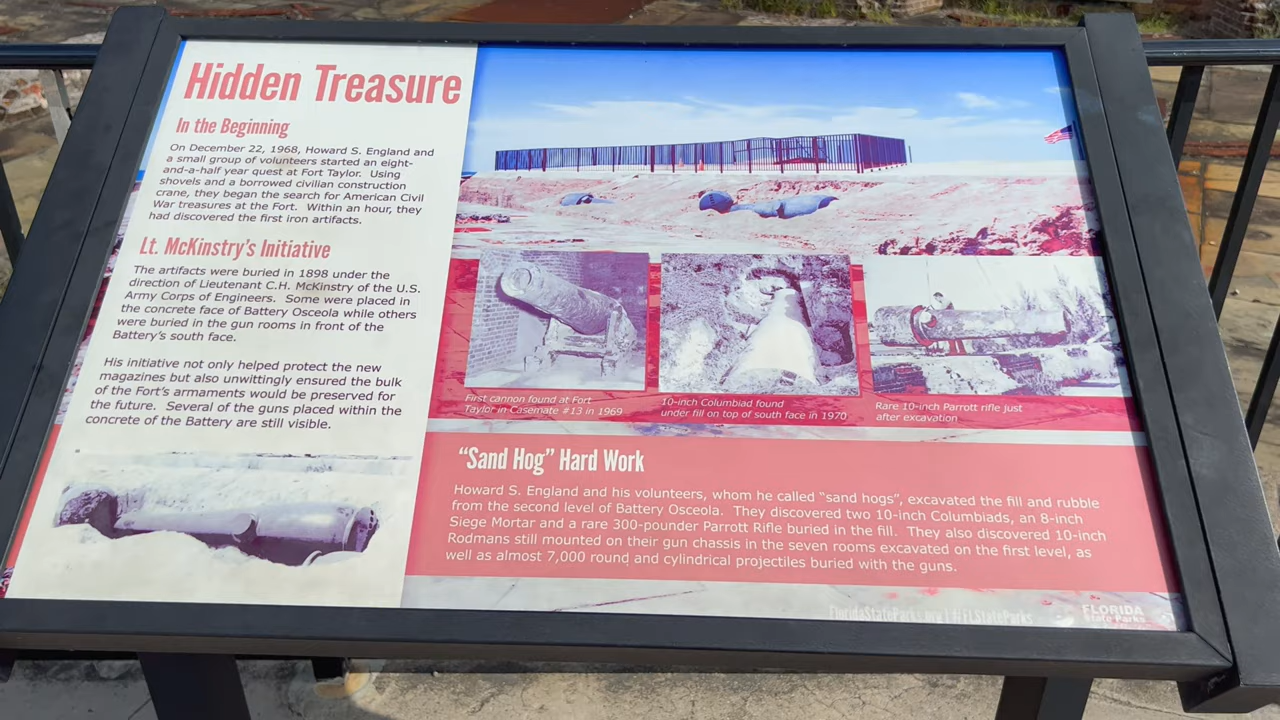 Hidden Treasure
In the Beginning
On December 22, 1968, Howard S. England and
a small group of volunteers started an eight-
and-a-half year quest at Fort Taylor. Using
shovels and a borrowed civilian construction
crane, they began the search for American Civil
War treasures at the Fort. Within an hour, they
had discovered the first iron artifacts.
Lt. McKinstry's Initiative
The artifacts were buried in 1898 under the
direction of Lieutenant C.H. McKinstry of the U.S.
Army Corps of Engineers. Some were placed in
the concrete face of Battery Osceola while others
were buried in the gun rooms in front of the
Battery's south face.
His initiative not only helped protect the new
magazines but also unwittingly ensured the bulk
of the Fort's armaments would be preserved for
the future. Several of the guns placed within the
concrete of the Battery are still visible.
First cannon found at Fort
Taylor in Casemate #13 in 1969
10-inch Columbiad found
under fill on top of south face in 1970
Rare 10-inch Parrott rifle just
after excavation
"Sand Hog" Hard Work
Howard S. England and his volunteers, whom he called "sand hogs", excavated the fill and rubble
from the second level of Battery Osceola. They discovered two 10-inch Columbiads, an 8-inch
Siege Mortar and a rare 300-pounder Parrott Rifle buried in the fill. They also discovered 10-inch
Rodmans still mounted on their gun chassis in the seven rooms excavated on the first level, as
well as almost 7,000 round and cylindrical projectiles buried with the guns.
FloridaStateParks.org | #FLStateParks
FLORIDA
State Parks